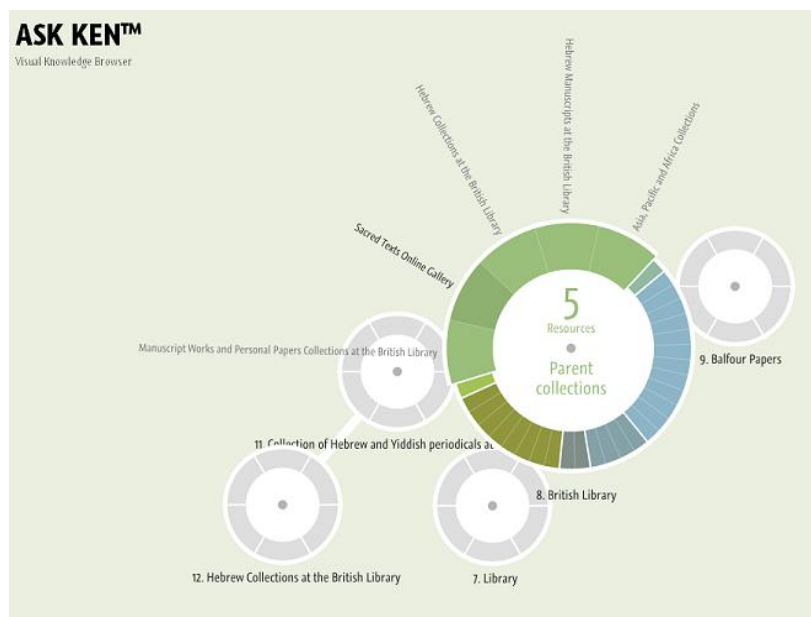 ASK KEN™
Visual Knowledge Browser
Hebrew Collections at the British Library
Hebrew Manuscripts at the British Library
Asia, Pacific and Africa Collections
Sacred Texts Online Gallery
Manuscript Works and Personal Papers Collections at the British Library
5
Resources
Parent
collections
9. Balfour Papers
11. Collection of Hebrew and Yiddish periodicals at
8. British Library
12. Hebrew Collections at the British Library
7. Library